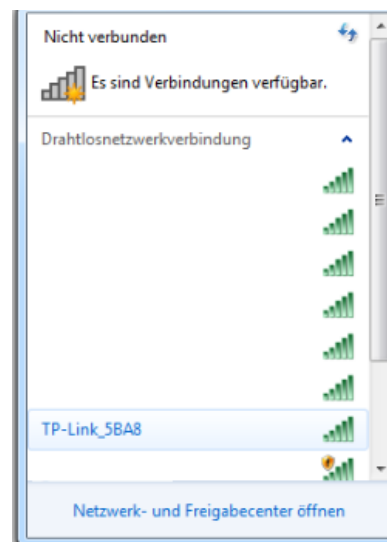 Nicht verbunden
Es sind Verbindungen verfügbar.
Drahtlosnetzwerkverbindung
TP-Link_5BA8
Netzwerk- und Freigabecenter öffnen